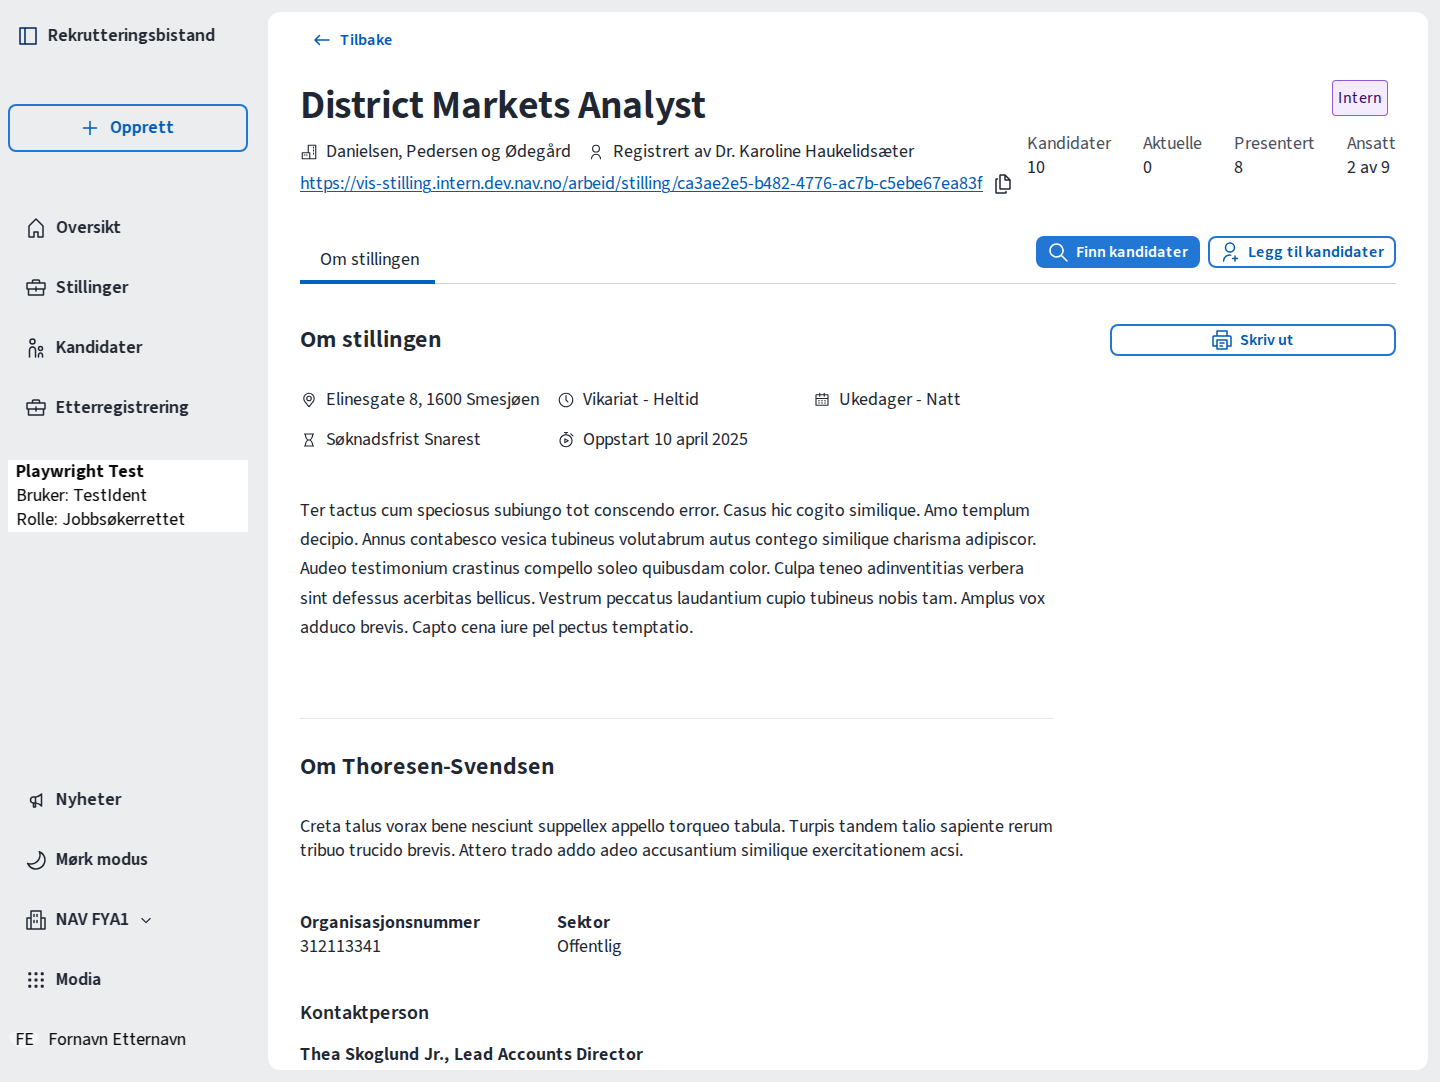 Rekrutteringsbistand
Opprett
Oversikt
Stillinger
Kandidater
Etterregistrering
Playwright Test
Bruker: TestIdent
Rolle: Jobbsøkerrettet
Nyheter
Mørk modus
NAV FYA1
Modia
FE Fornavn Etternavn
Tilbake
District Markets Analyst
Intern
Danielsen, Pedersen og Ødegård Registrert av Dr. Karoline Haukelidsæter
https://vis-stilling.intern.dev.nav.no/arbeid/stilling/ca3ae2e5-b482-4776-ac7b-c5ebe67ea83f
Kandidater Aktuelle Presentert Ansatt
10 0 8 2 av 9
Om stillingen
Finn kandidater Legg til kandidater
Om stillingen
Skriv ut
Elinesgate 8, 1600 Smesjøen Vikariat - Heltid Ukedager - Natt
Søknadsfrist Snarest Oppstart 10 april 2025
Ter tactus cum speciosus subiungo tot conscendo error. Casus hic cogito similique. Amo templum
decipio. Annus contabesco vesica tubineus volutabrum autus contego similique charisma adipiscor.
Audeo testimonium crastinus compello soleo quibusdam color. Culpa teneo adinventitias verbera
sint defessus acerbitas bellicus. Vestrum peccatus laudantium cupio tubineus nobis tam. Amplus vox
adduco brevis. Capto cena iure pel pectus temptatio.
Om Thoresen-Svendsen
Creta talus vorax bene nesciunt suppellex appello torqueo tabula. Turpis tandem talio sapiente rerum
tribuo trucido brevis. Attero trado addo adeo accusantium similique exercitationem acsi.
Organisasjonsnummer Sektor
312113341 Offentlig
Kontaktperson
Thea Skoglund Jr., Lead Accounts Director